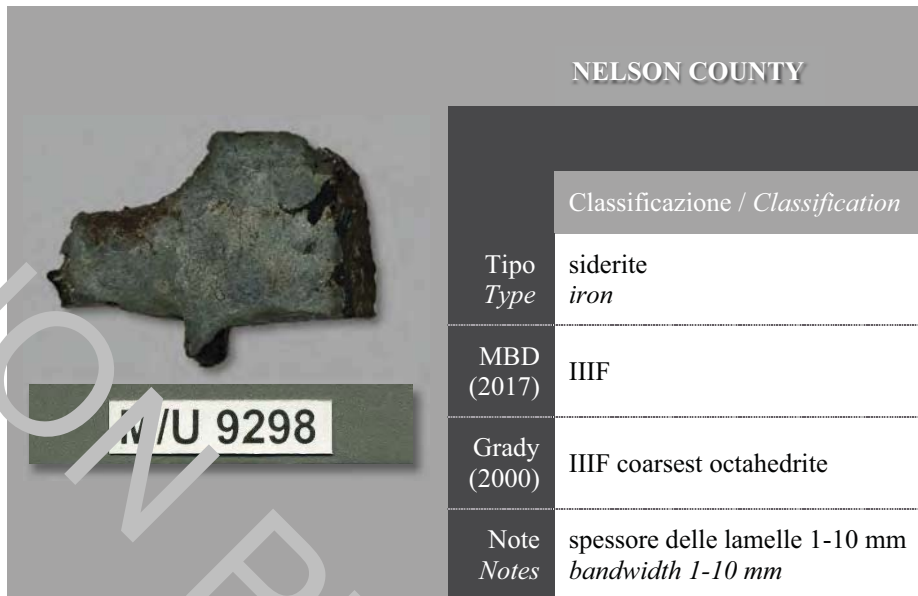 NELSON COUNTY
M/U 9298
Classificazione / Classification
Tipo siderite
Type iron
MBD
(2017) IIIF
Grady
(2000) IIIF coarsest octahedrite
Note spessore delle lamelle 1-10 mm
Notes bandwidth 1-10 mm